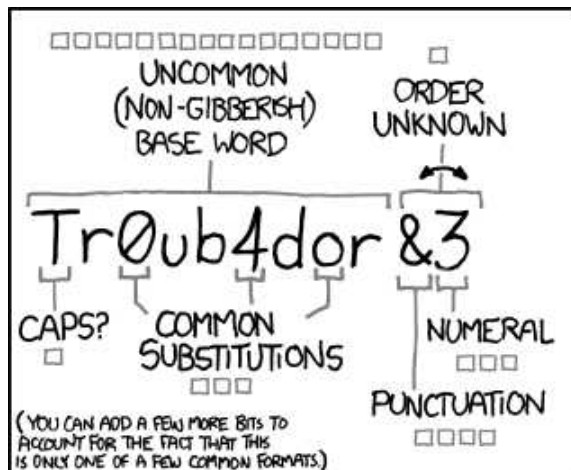 UNCOMMON
(NON-GIBBERISH)
BASE WORD
ORDER
UNKNOWN
Tr0ub4dor &3
CAPS?
COMMON
SUBSTITUTIONS
NUMERAL
PUNCTUATION
(YOU CAN ADD A FEW MORE BITS TO
ACCOUNT FOR THE FACT THAT THIS
IS ONLY ONE OF A FEW COMMON FORMATS.)